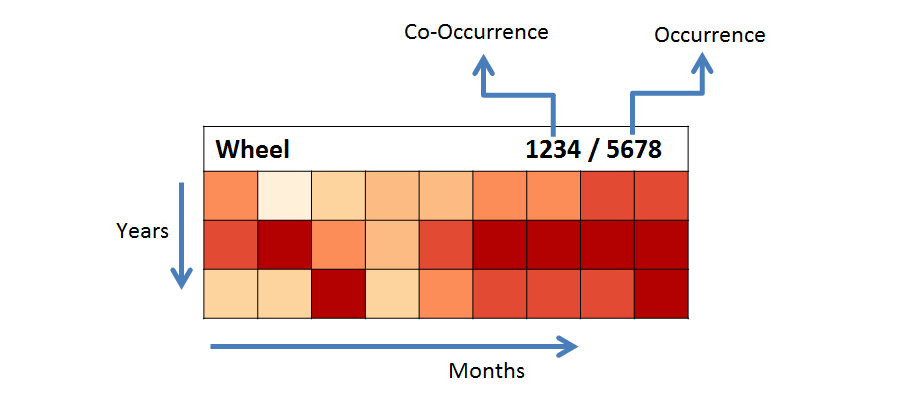 Co-Occurrence
Occurrence
Wheel 1234 / 5678
Years
Months